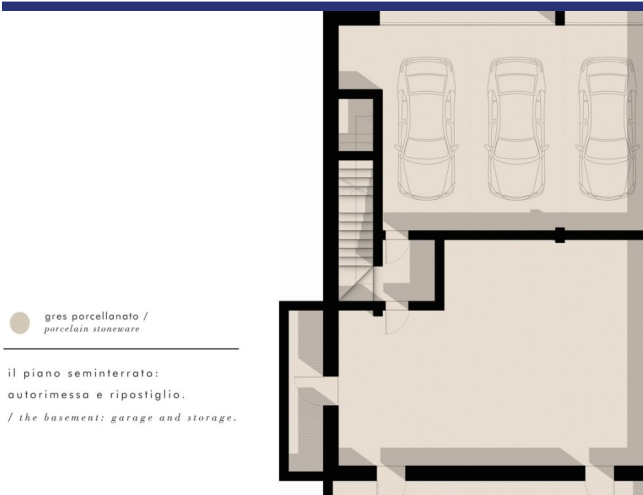 gres porcellanato /
porcelain stoneware
il piano seminterrato:
autorimessa e ripostiglio.
/ the basement: garage and storage.